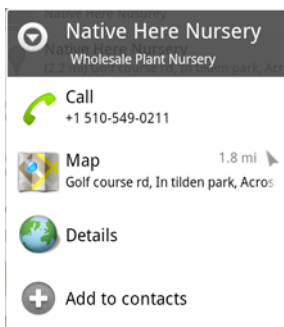 Native Here Nursery
Wholesale Plant Nursery
Call
+1 510-549-0211
Map
1.8 mi
Golf course rd, In tilden park, Acros
Details
Add to contacts